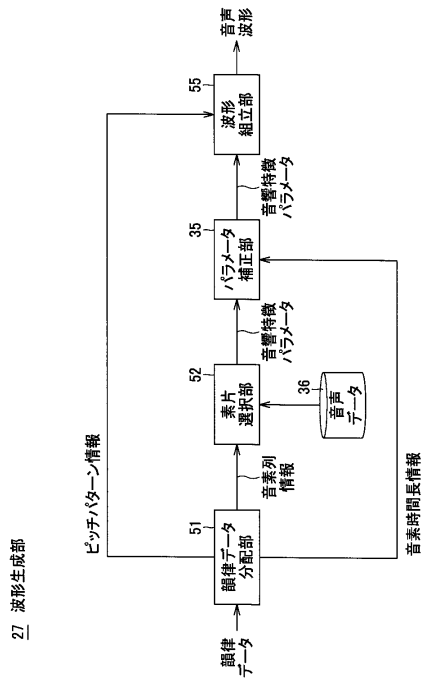 27 波形生成部
ピッチパターン情報
韻律
データ
51
韻律データ
分配部
音素列
情報
52
素片
選択部
36
音声
データ
音響特徴
パラメータ
35
パラメータ
補正部
音響特徴
パラメータ
55
波形
組立部
音声
波形
音素時間長情報